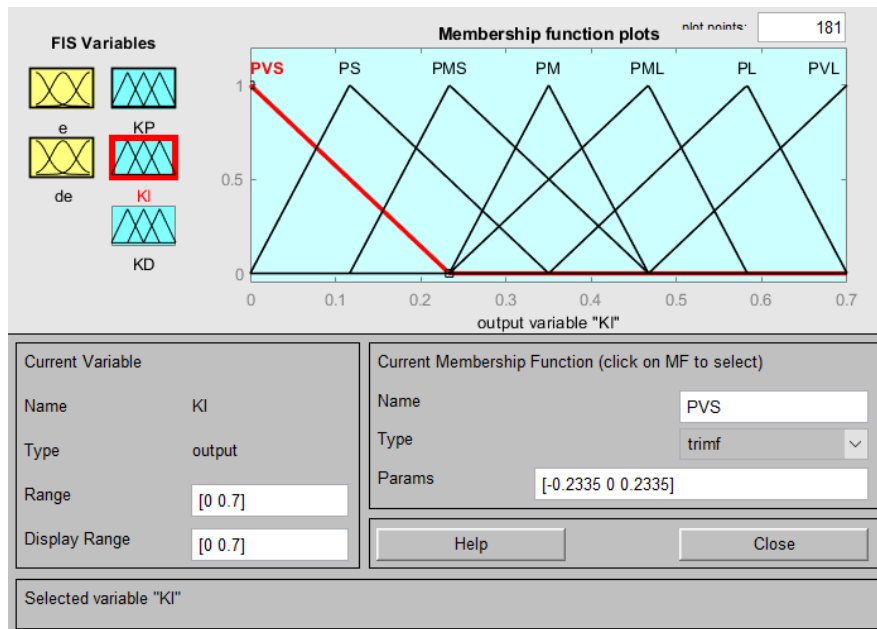 FIS Variables
Membership function plots
plot points:
181
e
KP
de
KI
KD
PVS PS PMS PM PML PL PVL
1
0.5
0
0 0.1 0.2 0.3 0.4 0.5 0.6 0.7
output variable "KI"
Current Variable
Name KI
Type output
Range [0 0.7]
Display Range [0 0.7]
Current Membership Function (click on MF to select)
Name PVS
Type trimf
Params [-0.2335 0 0.2335]
Help Close
Selected variable "KI"